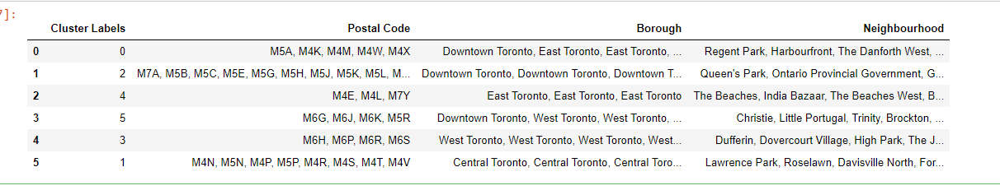 7]:
Cluster Labels Postal Code Borough Neighbourhood
0 0 M5A, M4K, M4M, M4W, M4X Downtown Toronto, East Toronto, East Toronto, ... Regent Park, Harbourfront, The Danforth West, ...
1 2 M7A, M5B, M5C, M5E, M5G, M5H, M5J, M5K, M5L, M... Downtown Toronto, Downtown Toronto, Downtown T... Queen's Park, Ontario Provincial Government, G...
2 4 M4E, M4L, M7Y East Toronto, East Toronto, East Toronto The Beaches, India Bazaar, The Beaches West, B...
3 5 M6G, M6J, M6K, M5R Downtown Toronto, West Toronto, West Toronto, ... Christie, Little Portugal, Trinity, Brockton, ...
4 3 M6H, M6P, M6R, M6S West Toronto, West Toronto, West Toronto, West... Dufferin, Dovercourt Village, High Park, The J...
5 1 M4N, M5N, M4P, M5P, M4R, M4S, M4T, M4V Central Toronto, Central Toronto, Central Toro... Lawrence Park, Roselawn, Davisville North, For...